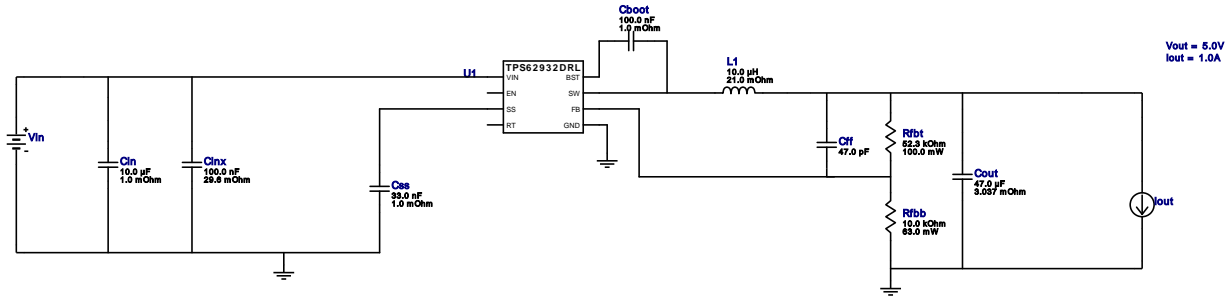 Cboot
100.0 nF
1.0 mOhm
Vout = 5.0V
Iout = 1.0A
TPS62932DRL
U1
VIN
BST
EN
SW
SS
FB
RT
GND
L1
10.0 µH
21.0 mOhm
+
Vin
-
Cin
10.0 µF
1.0 mOhm
Cinx
100.0 nF
29.6 mOhm
Css
33.0 nF
1.0 mOhm
Cff
47.0 pF
Rfbt
52.3 kOhm
100.0 mW
Cout
47.0 µF
3.037 mOhm
Iout
Rfbb
10.0 kOhm
63.0 mW